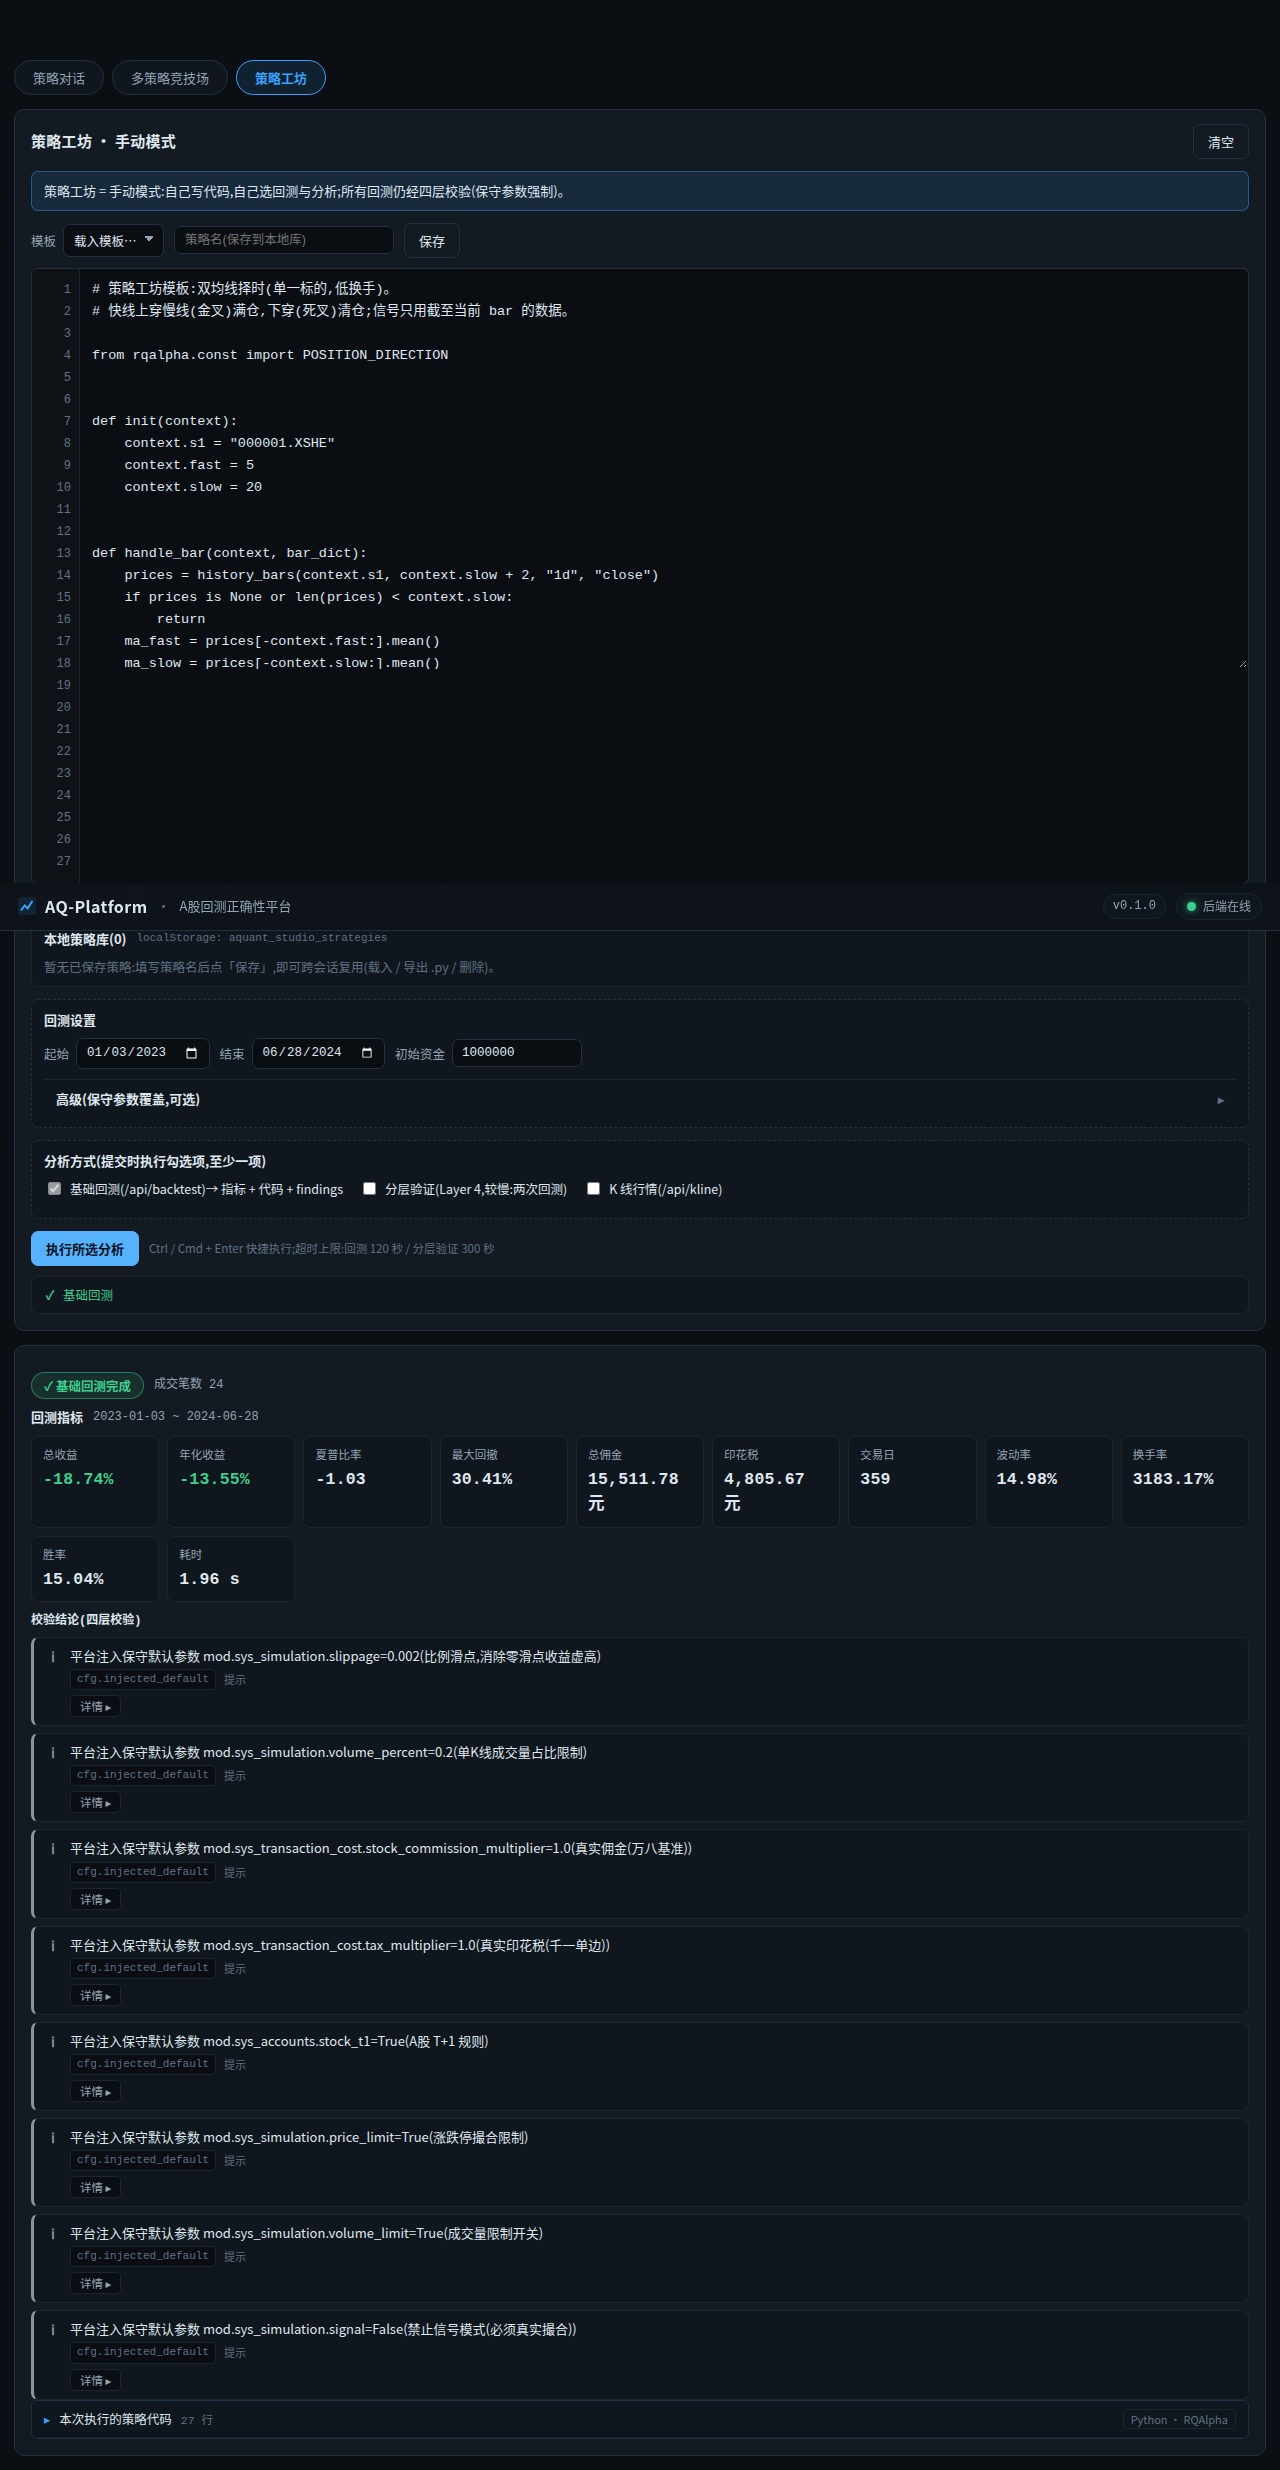 策略对话 多策略竞技场 策略工坊
策略工坊 · 手动模式 清空
策略工坊 = 手动模式:自己写代码,自己选回测与分析;所有回测仍经四层校验(保守参数强制)。
模板 载入模板… 策略名(保存到本地库) 保存
1 # 策略工坊模板:双均线择时(单一标的,低换手)。
2 # 快线上穿慢线(金叉)满仓,下穿(死叉)清仓;信号只用截至当前 bar 的数据。
3
4 from rqalpha.const import POSITION_DIRECTION
5
6
7 def init(context):
8     context.s1 = "000001.XSHE"
9     context.fast = 5
10     context.slow = 20
11
12
13 def handle_bar(context, bar_dict):
14     prices = history_bars(context.s1, context.slow + 2, "1d", "close")
15     if prices is None or len(prices) < context.slow:
16         return
17     ma_fast = prices[-context.fast:].mean()
18     ma_slow = prices[-context.slow:].mean()
19
20
21
22
23
24
25
26
27
AQ-Platform · A股回测正确性平台 v0.1.0 后端在线
本地策略库(0) localStorage: aquant_studio_strategies
暂无已保存策略:填写策略名后点「保存」,即可跨会话复用(载入 / 导出 .py / 删除)。
回测设置
起始 01/03/2023 结束 06/28/2024 初始资金 1000000
高级(保守参数覆盖,可选) ▸
分析方式(提交时执行勾选项,至少一项)
基础回测(/api/backtest)→ 指标 + 代码 + findings 分层验证(Layer 4,较慢:两次回测) K 线行情(/api/kline)
执行所选分析 Ctrl / Cmd + Enter 快捷执行;超时上限:回测 120 秒 / 分层验证 300 秒
✓ 基础回测
✓ 基础回测完成 成交笔数 24
回测指标 2023-01-03 ~ 2024-06-28
总收益 年化收益 夏普比率 最大回撤 总佣金 印花税 交易日 波动率 换手率
-18.74% -13.55% -1.03 30.41% 15,511.78 元 4,805.67 元 359 14.98% 3183.17%
胜率 耗时
15.04% 1.96 s
校验结论(四层校验)
i 平台注入保守默认参数 mod.sys_simulation.slippage=0.002(比例滑点,消除零滑点收益虚高)
cfg.injected_default 提示
详情 ▸
i 平台注入保守默认参数 mod.sys_simulation.volume_percent=0.2(单K线成交量占比限制)
cfg.injected_default 提示
详情 ▸
i 平台注入保守默认参数 mod.sys_transaction_cost.stock_commission_multiplier=1.0(真实佣金(万八基准))
cfg.injected_default 提示
详情 ▸
i 平台注入保守默认参数 mod.sys_transaction_cost.tax_multiplier=1.0(真实印花税(千一单边))
cfg.injected_default 提示
详情 ▸
i 平台注入保守默认参数 mod.sys_accounts.stock_t1=True(A股 T+1 规则)
cfg.injected_default 提示
详情 ▸
i 平台注入保守默认参数 mod.sys_simulation.price_limit=True(涨跌停撮合限制)
cfg.injected_default 提示
详情 ▸
i 平台注入保守默认参数 mod.sys_simulation.volume_limit=True(成交量限制开关)
cfg.injected_default 提示
详情 ▸
i 平台注入保守默认参数 mod.sys_simulation.signal=False(禁止信号模式(必须真实撮合))
cfg.injected_default 提示
详情 ▸
▸ 本次执行的策略代码 27 行 Python · RQAlpha